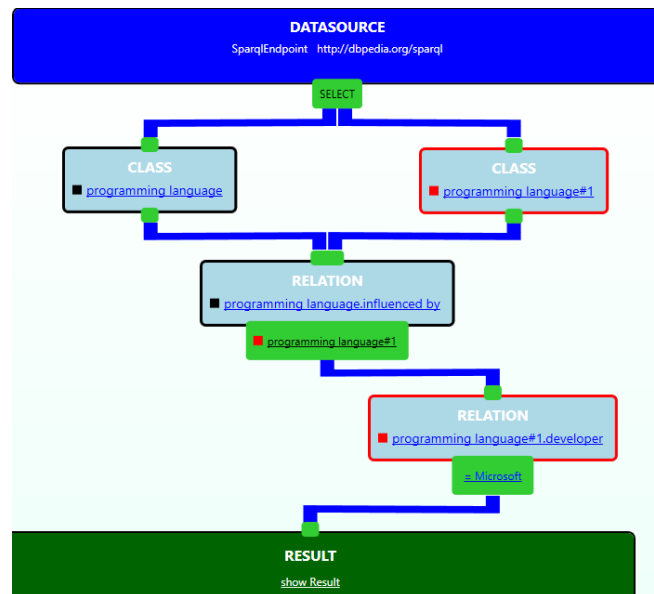 DATASOURCE
SparqlEndpoint http://dbpedia.org/sparql
SELECT
CLASS
programming language
CLASS
programming language#1
RELATION
programming language.influenced by
programming language#1
RELATION
programming language#1.developer
= Microsoft
RESULT
show Result